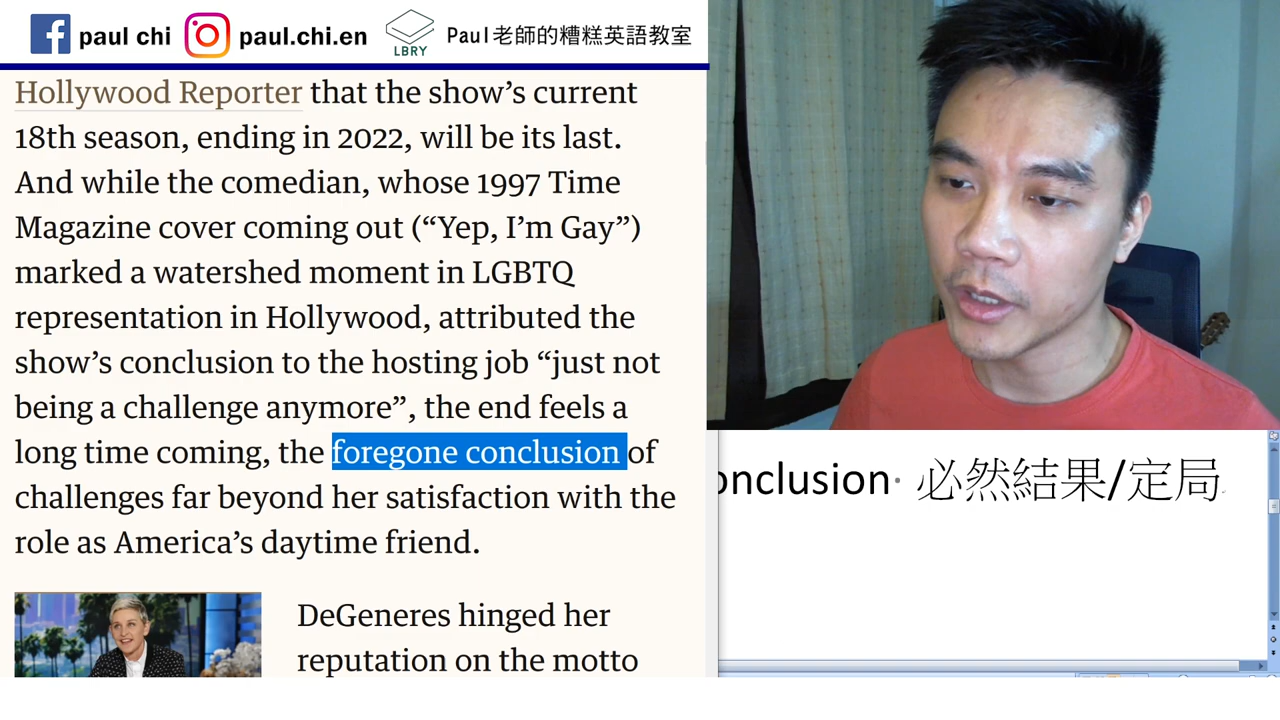 paul chi paul.chi.en LBRY Paul老師的糟糕英語教室
Hollywood Reporter that the show’s current
18th season, ending in 2022, will be its last.
And while the comedian, whose 1997 Time
Magazine cover coming out (“Yep, I’m Gay”)
marked a watershed moment in LGBTQ
representation in Hollywood, attributed the
show’s conclusion to the hosting job “just not
being a challenge anymore”, the end feels a
long time coming, the foregone conclusion of
challenges far beyond her satisfaction with the
role as America’s daytime friend.
DeGeneres hinged her
reputation on the motto
onclusion 必然結果/定局